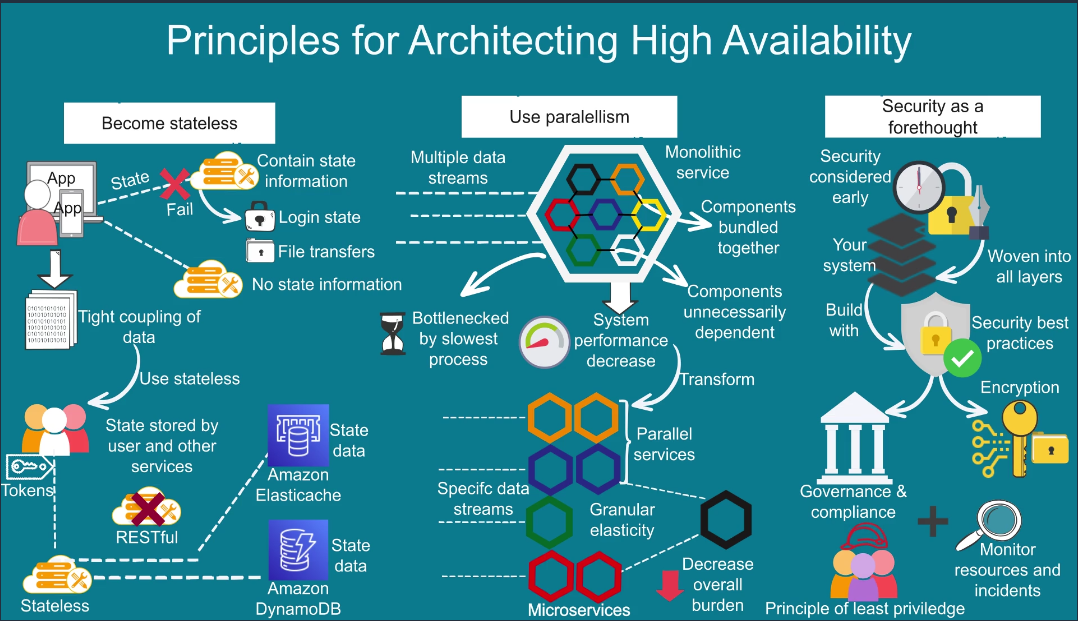 Principles for Architecting High Availability
Become stateless
App
App
State
Fail
Contain state
information
Login state
File transfers
No state information
Tight coupling of
data
Use stateless
State stored by
user and other
services
Tokens
RESTful
Stateless
State
data
Amazon
Elasticache
State
data
Amazon
DynamoDB
Use paralellism
Multiple data
streams
Monolithic
service
Components
bundled
together
Components
unnecessarily
dependent
Bottlenecked
by slowest
process
System
performance
decrease
Transform
Parallel
services
Specifc data
streams
Granular
elasticity
Decrease
overall
burden
Microservices
Security as a
forethought
Security
considered
early
Your
system
Woven into
all layers
Build
with
Security best
practices
Encryption
Governance &
compliance
Monitor
resources and
incidents
Principle of least priviledge